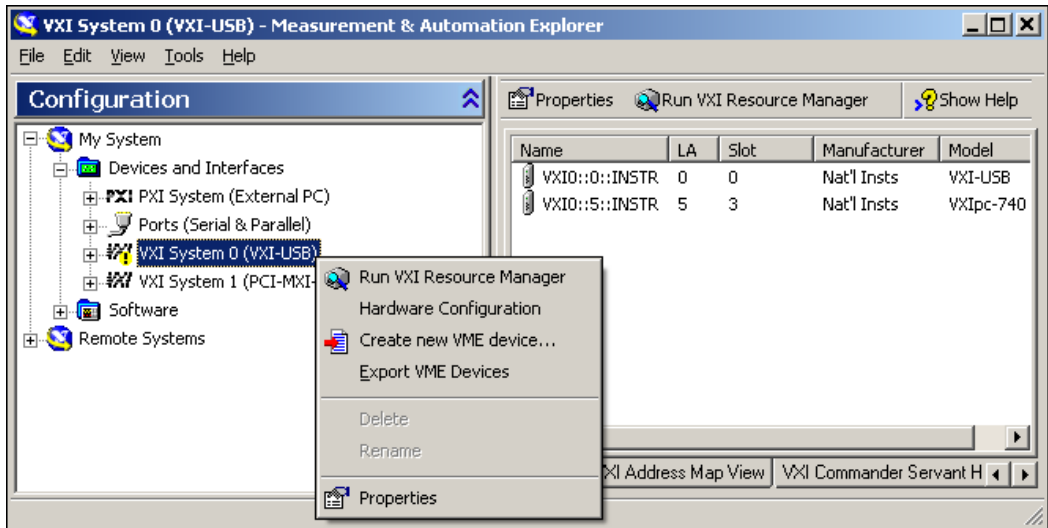 VXI System 0 (VXI-USB) - Measurement & Automation Explorer
File Edit View Tools Help
Configuration
Properties Run VXI Resource Manager Show Help
My System
Devices and Interfaces
PXI PXI System (External PC)
Ports (Serial & Parallel)
VXI VXI System 0 (VXI-USB)
VXI VXI System 1 (PCI-MXI-
Software
Remote Systems
Name LA Slot Manufacturer Model
VXI0::0::INSTR 0 0 Nat'l Insts VXI-USB
VXI0::5::INSTR 5 3 Nat'l Insts VXIpc-740
Run VXI Resource Manager
Hardware Configuration
Create new VME device...
Export VME Devices
Delete
Rename
Properties
XI Address Map View VXI Commander Servant H